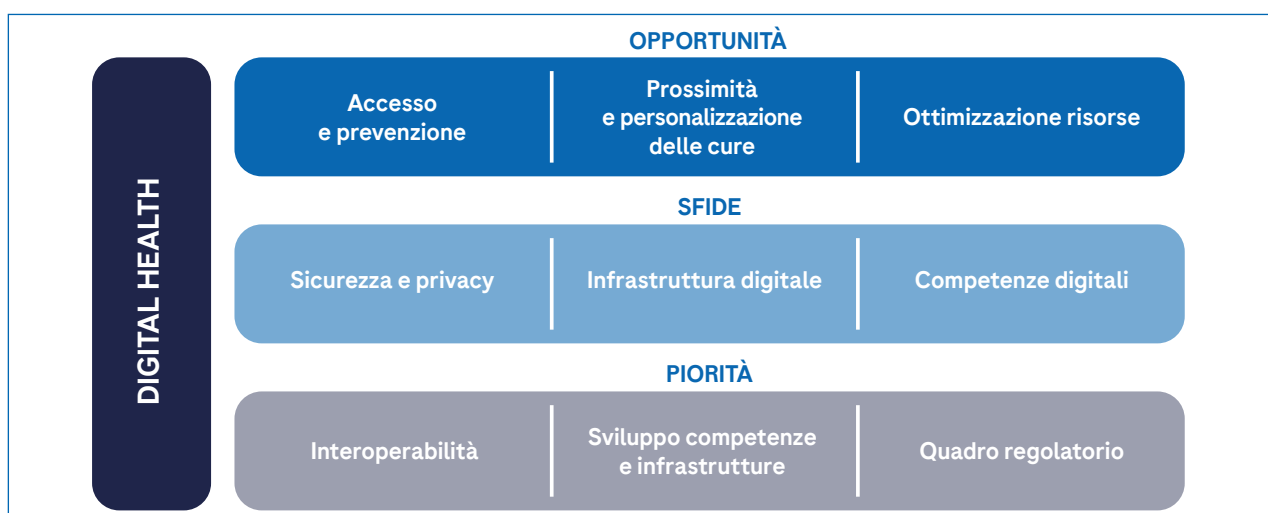 DIGITAL HEALTH
OPPORTUNITÀ
Accesso
e prevenzione
Prossimità
e personalizzazione
delle cure
Ottimizzazione risorse
SFIDE
Sicurezza e privacy
Infrastruttura digitale
Competenze digitali
PIORITÀ
Interoperabilità
Sviluppo competenze
e infrastrutture
Quadro regolatorio